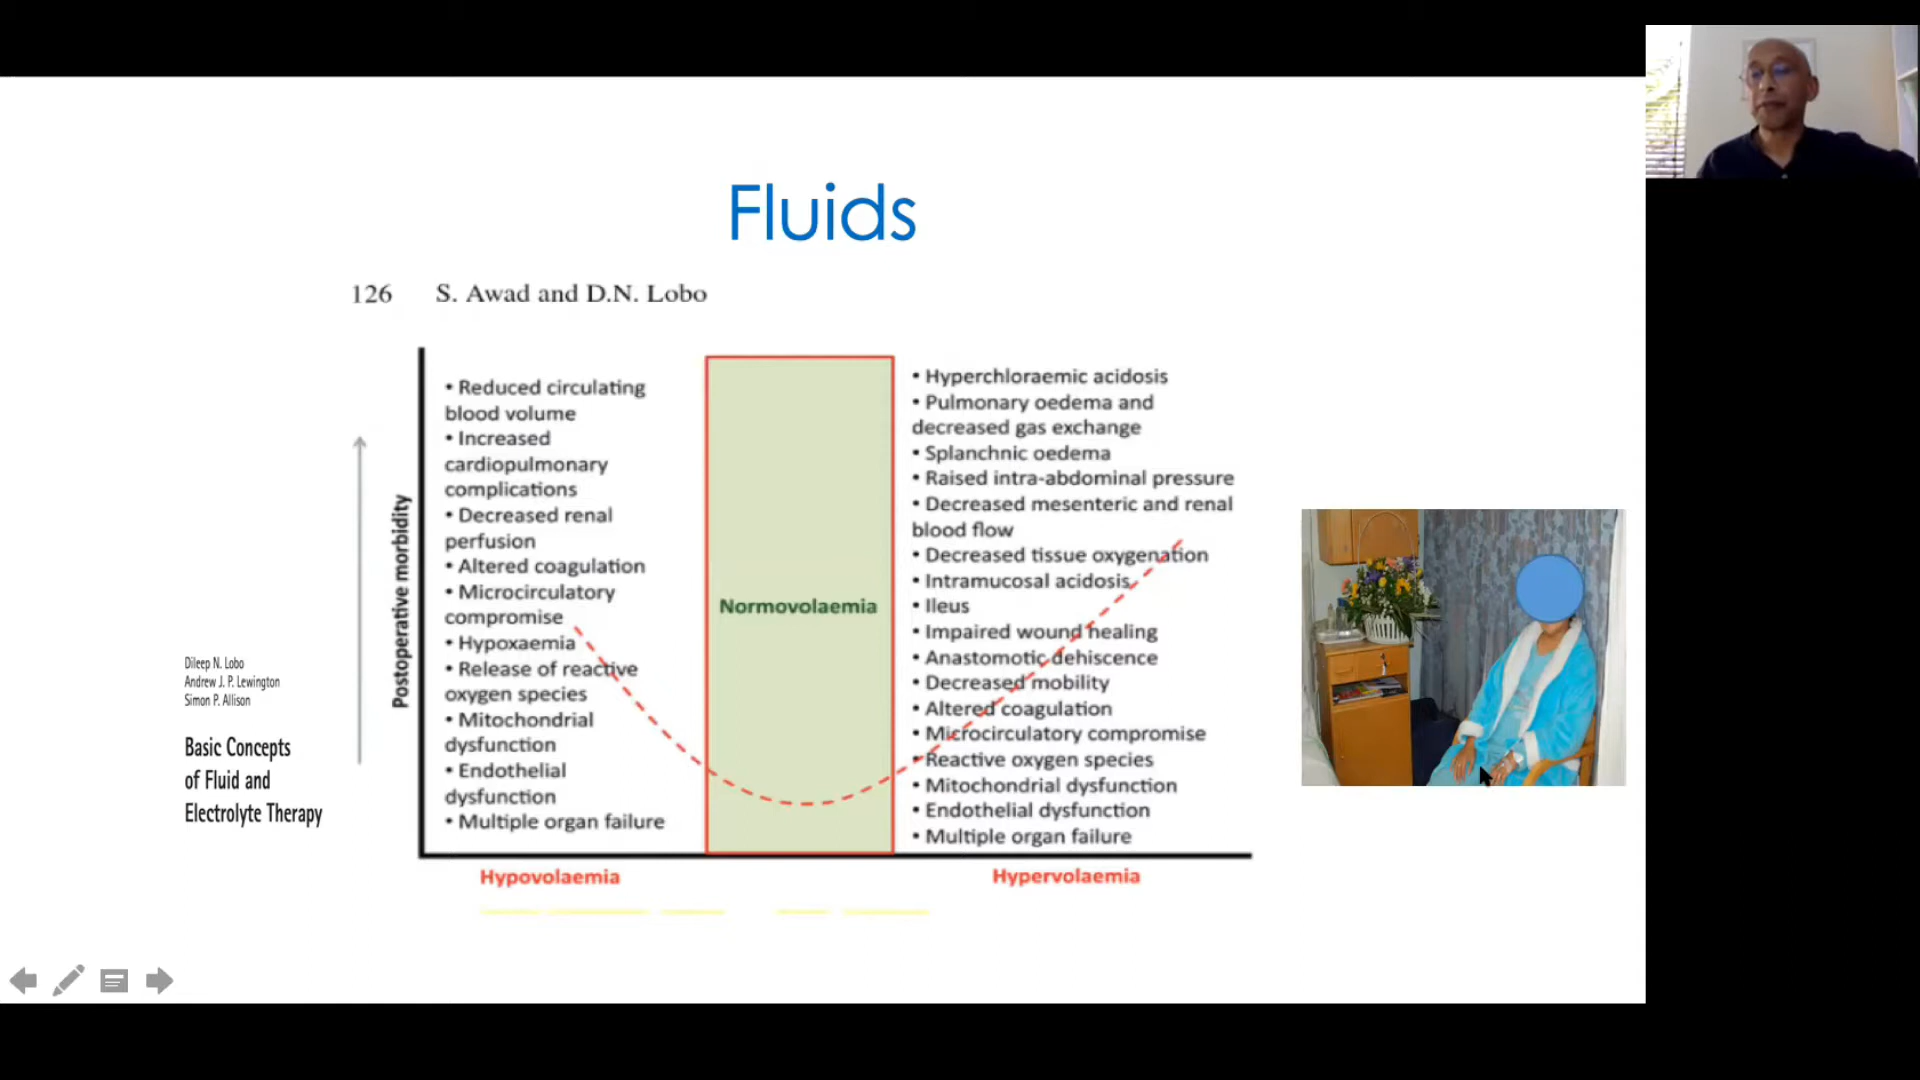 Fluids
126 S. Awad and D.N. Lobo
Postoperative morbidity
• Reduced circulating
blood volume
• Increased
cardiopulmonary
complications
• Decreased renal
perfusion
• Altered coagulation
• Microcirculatory
compromise
• Hypoxaemia
• Release of reactive
oxygen species
• Mitochondrial
dysfunction
• Endothelial
dysfunction
• Multiple organ failure
Normovolaemia
• Hyperchloraemic acidosis
• Pulmonary oedema and
decreased gas exchange
• Splanchnic oedema
• Raised intra-abdominal pressure
• Decreased mesenteric and renal
blood flow
• Decreased tissue oxygenation
• Intramucosal acidosis
• Ileus
• Impaired wound healing
• Anastomotic dehiscence
• Decreased mobility
• Altered coagulation
• Microcirculatory compromise
• Reactive oxygen species
• Mitochondrial dysfunction
• Endothelial dysfunction
• Multiple organ failure
Hypovolaemia
Hypervolaemia
Dileep N. Lobo
Andrew J. P. Lewington
Simon P. Allison
Basic Concepts
of Fluid and
Electrolyte Therapy